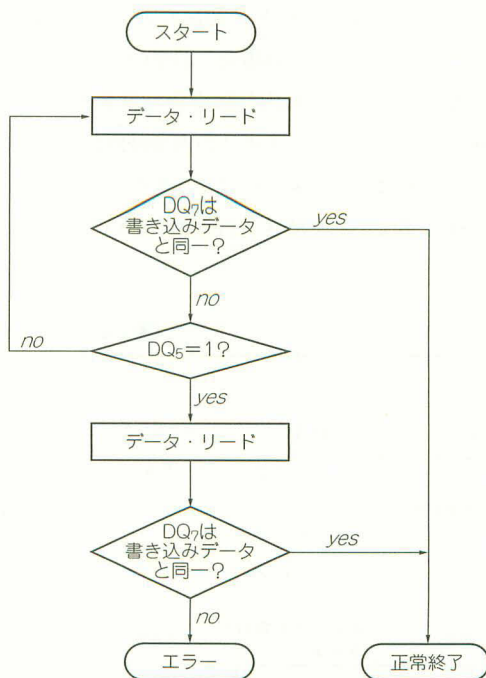 スタート
データ・リード
DQ₇は
書き込みデータ
と同一?
yes
no
DQ₅=1?
no
yes
データ・リード
DQ₇は
書き込みデータ
と同一?
yes
no
エラー
正常終了